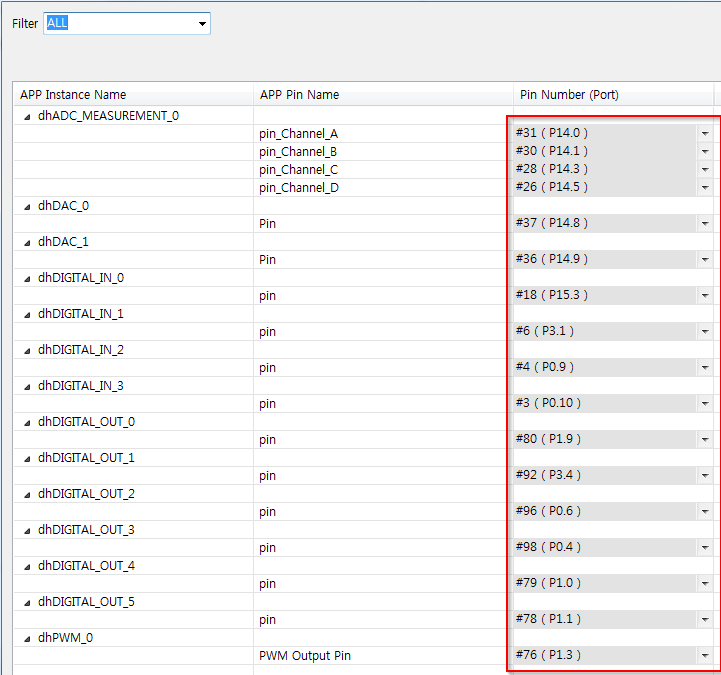 Filter ALL
APP Instance Name APP Pin Name Pin Number (Port)
dhADC_MEASUREMENT_0
pin_Channel_A #31 ( P14.0 )
pin_Channel_B #30 ( P14.1 )
pin_Channel_C #28 ( P14.3 )
pin_Channel_D #26 ( P14.5 )
dhDAC_0
Pin #37 ( P14.8 )
dhDAC_1
Pin #36 ( P14.9 )
dhDIGITAL_IN_0
pin #18 ( P15.3 )
dhDIGITAL_IN_1
pin #6 ( P3.1 )
dhDIGITAL_IN_2
pin #4 ( P0.9 )
dhDIGITAL_IN_3
pin #3 ( P0.10 )
dhDIGITAL_OUT_0
pin #80 ( P1.9 )
dhDIGITAL_OUT_1
pin #92 ( P3.4 )
dhDIGITAL_OUT_2
pin #96 ( P0.6 )
dhDIGITAL_OUT_3
pin #98 ( P0.4 )
dhDIGITAL_OUT_4
pin #79 ( P1.0 )
dhDIGITAL_OUT_5
pin #78 ( P1.1 )
dhPWM_0
PWM Output Pin #76 ( P1.3 )